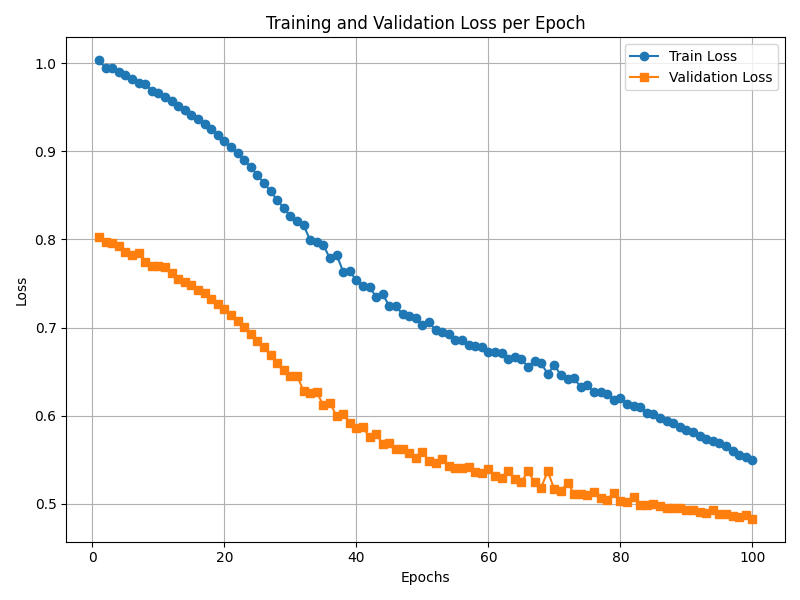 Training and Validation Loss per Epoch
Train Loss
Validation Loss
1.0
0.9
0.8
0.7
0.6
0.5
Loss
0 20 40 60 80 100
Epochs